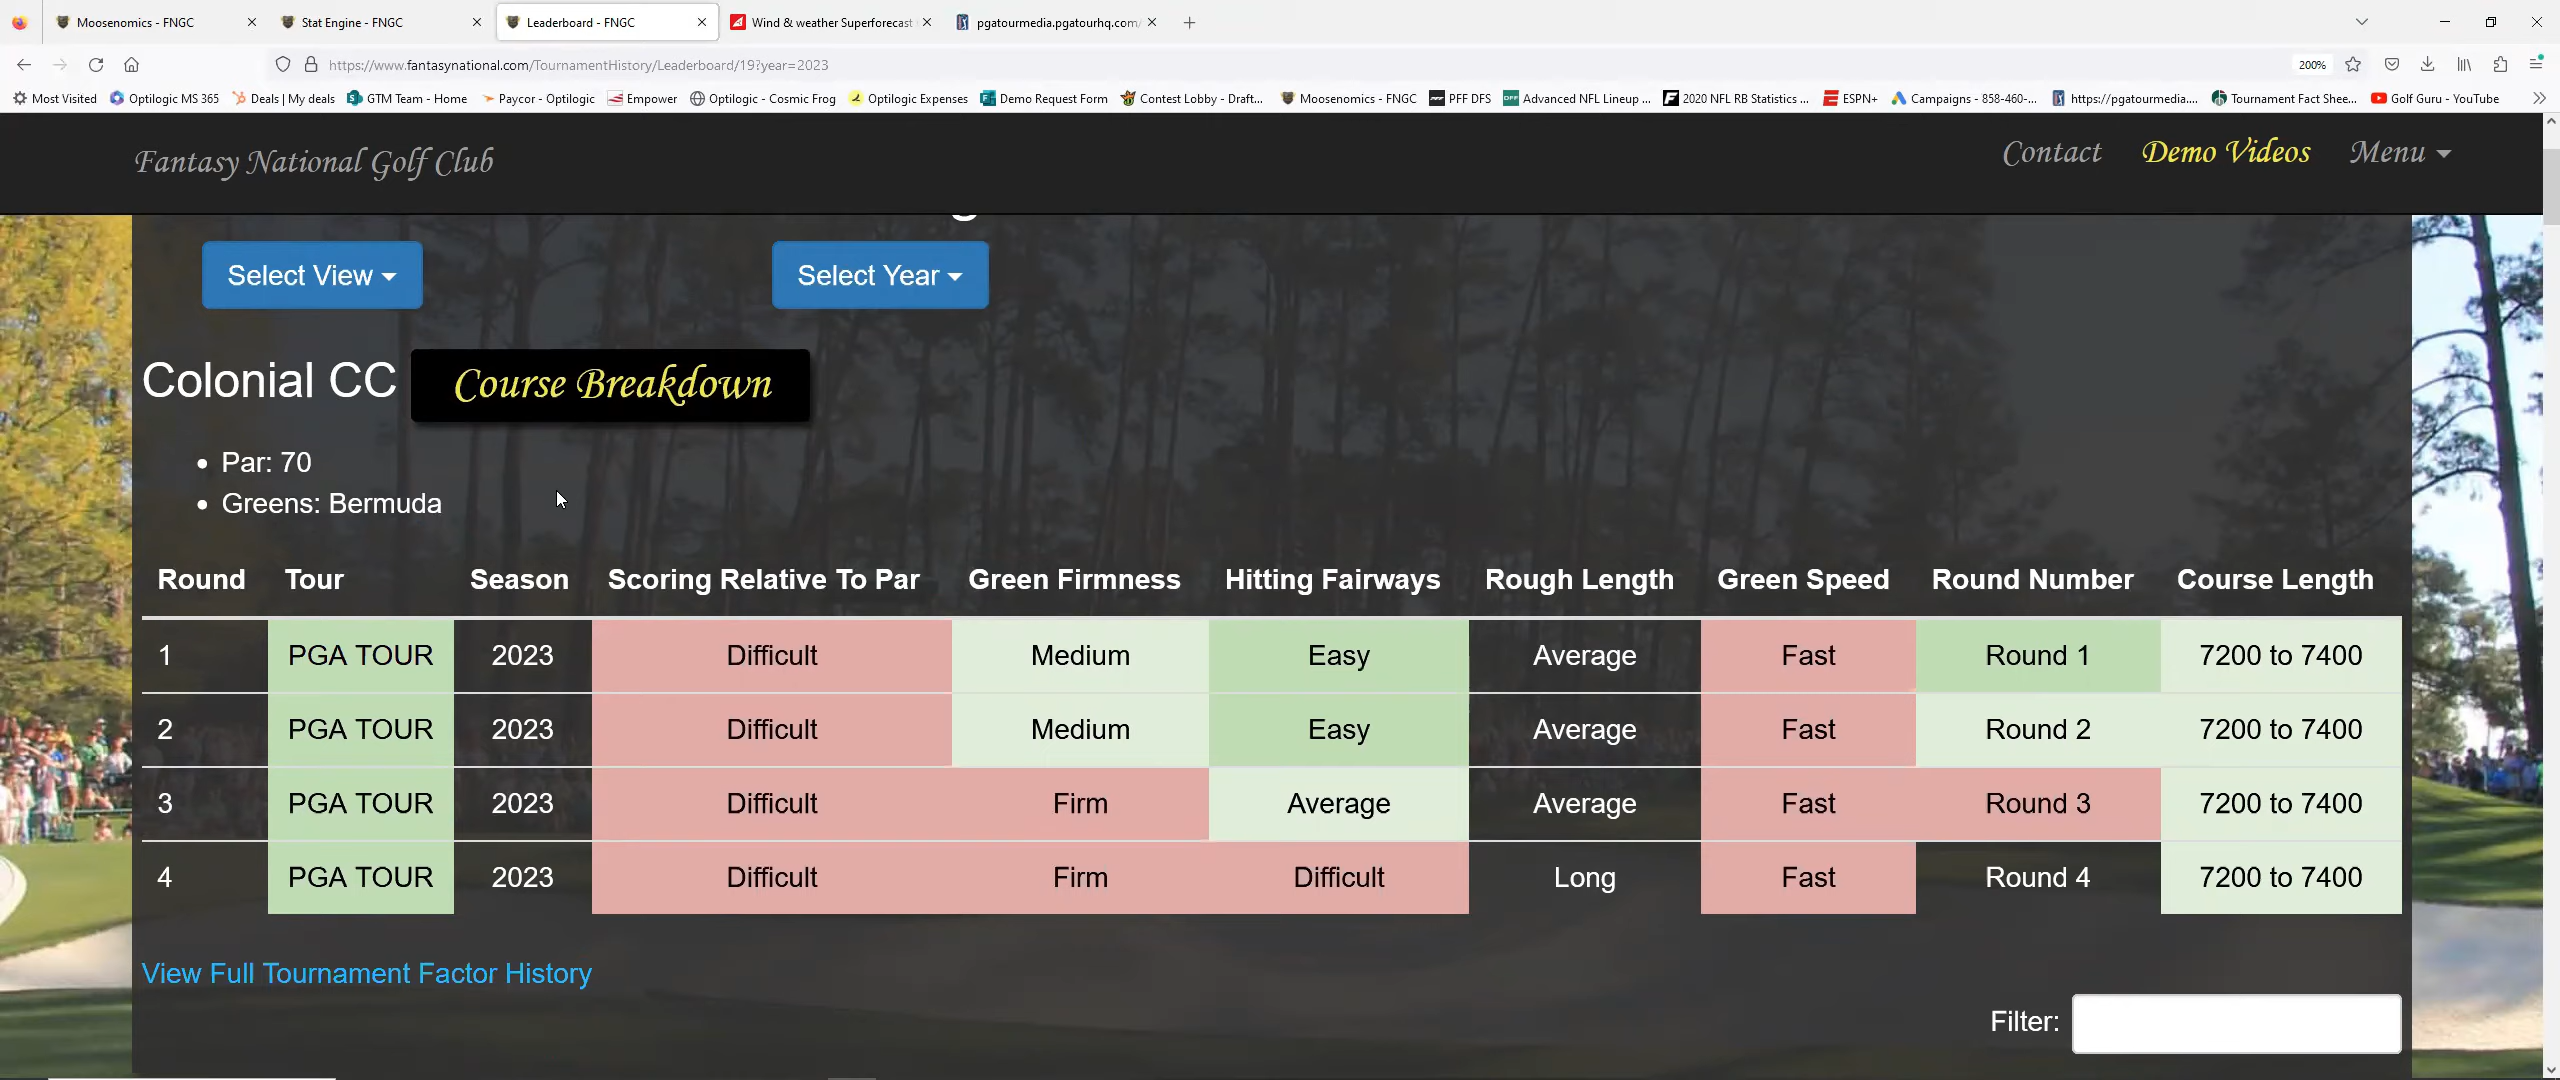 Moosenomics - FNGC
Stat Engine - FNGC
Leaderboard - FNGC
Wind & weather Superforecast
pgatourmedia.pgatourhq.com/
https://www.fantasynational.com/TournamentHistory/Leaderboard/19?year=2023
200%
Most Visited Optilogic MS 365 Deals | My deals GTM Team - Home Paycor - Optilogic Empower Optilogic - Cosmic Frog Optilogic Expenses Demo Request Form Contest Lobby - Draft... Moosenomics - FNGC PFF DFS Advanced NFL Lineup ... 2020 NFL RB Statistics ... ESPN+ Campaigns - 858-460-... https://pgatourmedia.... Tournament Fact Shee... Golf Guru - YouTube
Fantasy National Golf Club
Contact Demo Videos Menu
Select View
Select Year
Colonial CC Course Breakdown
• Par: 70
• Greens: Bermuda
Round Tour Season Scoring Relative To Par Green Firmness Hitting Fairways Rough Length Green Speed Round Number Course Length
1 PGA TOUR 2023 Difficult Medium Easy Average Fast Round 1 7200 to 7400
2 PGA TOUR 2023 Difficult Medium Easy Average Fast Round 2 7200 to 7400
3 PGA TOUR 2023 Difficult Firm Average Average Fast Round 3 7200 to 7400
4 PGA TOUR 2023 Difficult Firm Difficult Long Fast Round 4 7200 to 7400
View Full Tournament Factor History
Filter: